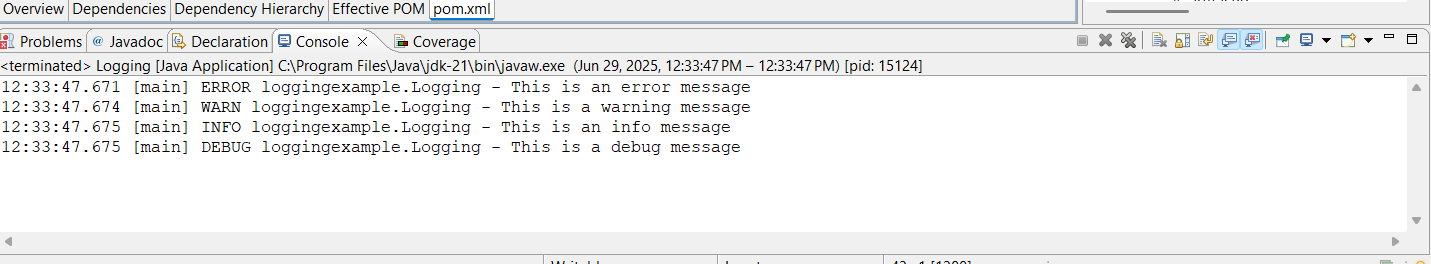 Overview Dependencies Dependency Hierarchy Effective POM pom.xml
Problems @ Javadoc Declaration Console Coverage
<terminated> Logging [Java Application] C:\Program Files\Java\jdk-21\bin\javaw.exe (Jun 29, 2025, 12:33:47 PM – 12:33:47 PM) [pid: 15124]
12:33:47.671 [main] ERROR loggingexample.Logging - This is an error message
12:33:47.674 [main] WARN loggingexample.Logging - This is a warning message
12:33:47.675 [main] INFO loggingexample.Logging - This is an info message
12:33:47.675 [main] DEBUG loggingexample.Logging - This is a debug message